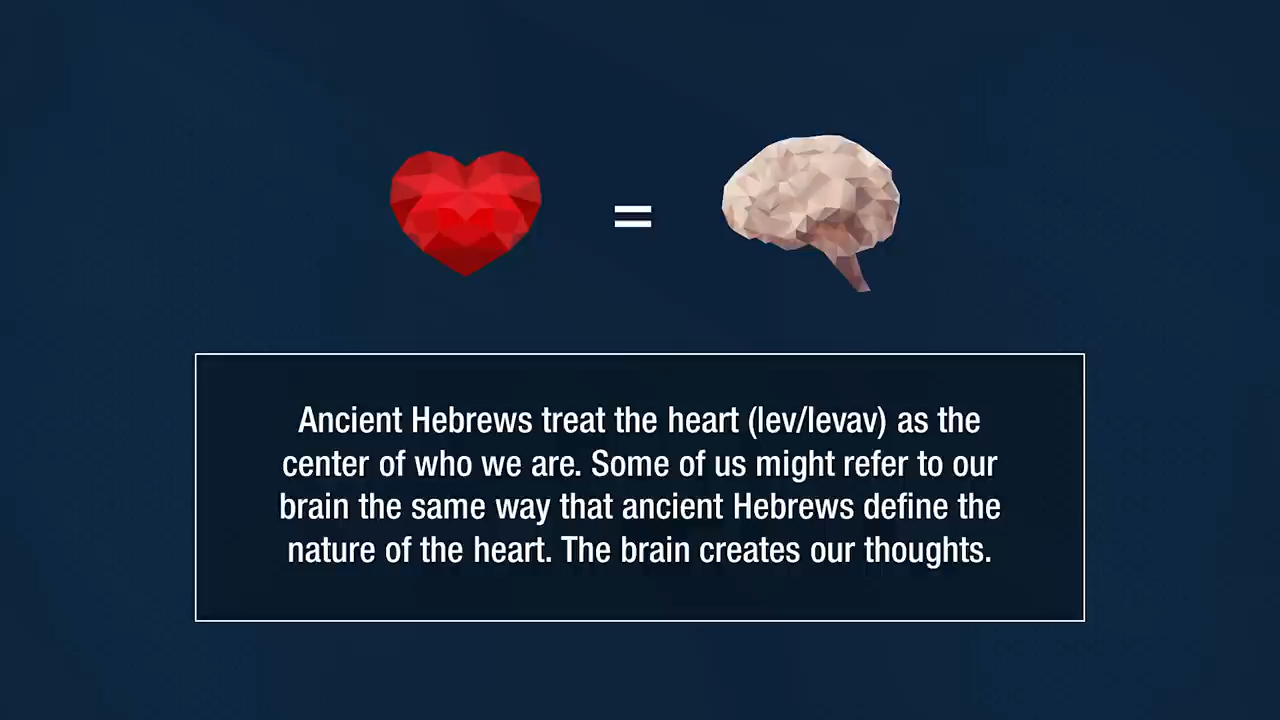 =
Ancient Hebrews treat the heart (lev/levav) as the
center of who we are. Some of us might refer to our
brain the same way that ancient Hebrews define the
nature of the heart. The brain creates our thoughts.